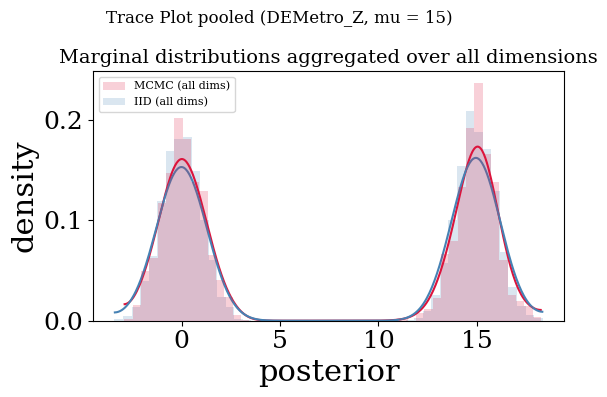 Trace Plot pooled (DEMetro_Z, mu = 15)
Marginal distributions aggregated over all dimensions
MCMC (all dims)
IID (all dims)
density
0.2
0.1
0.0
0
5
10
15
posterior